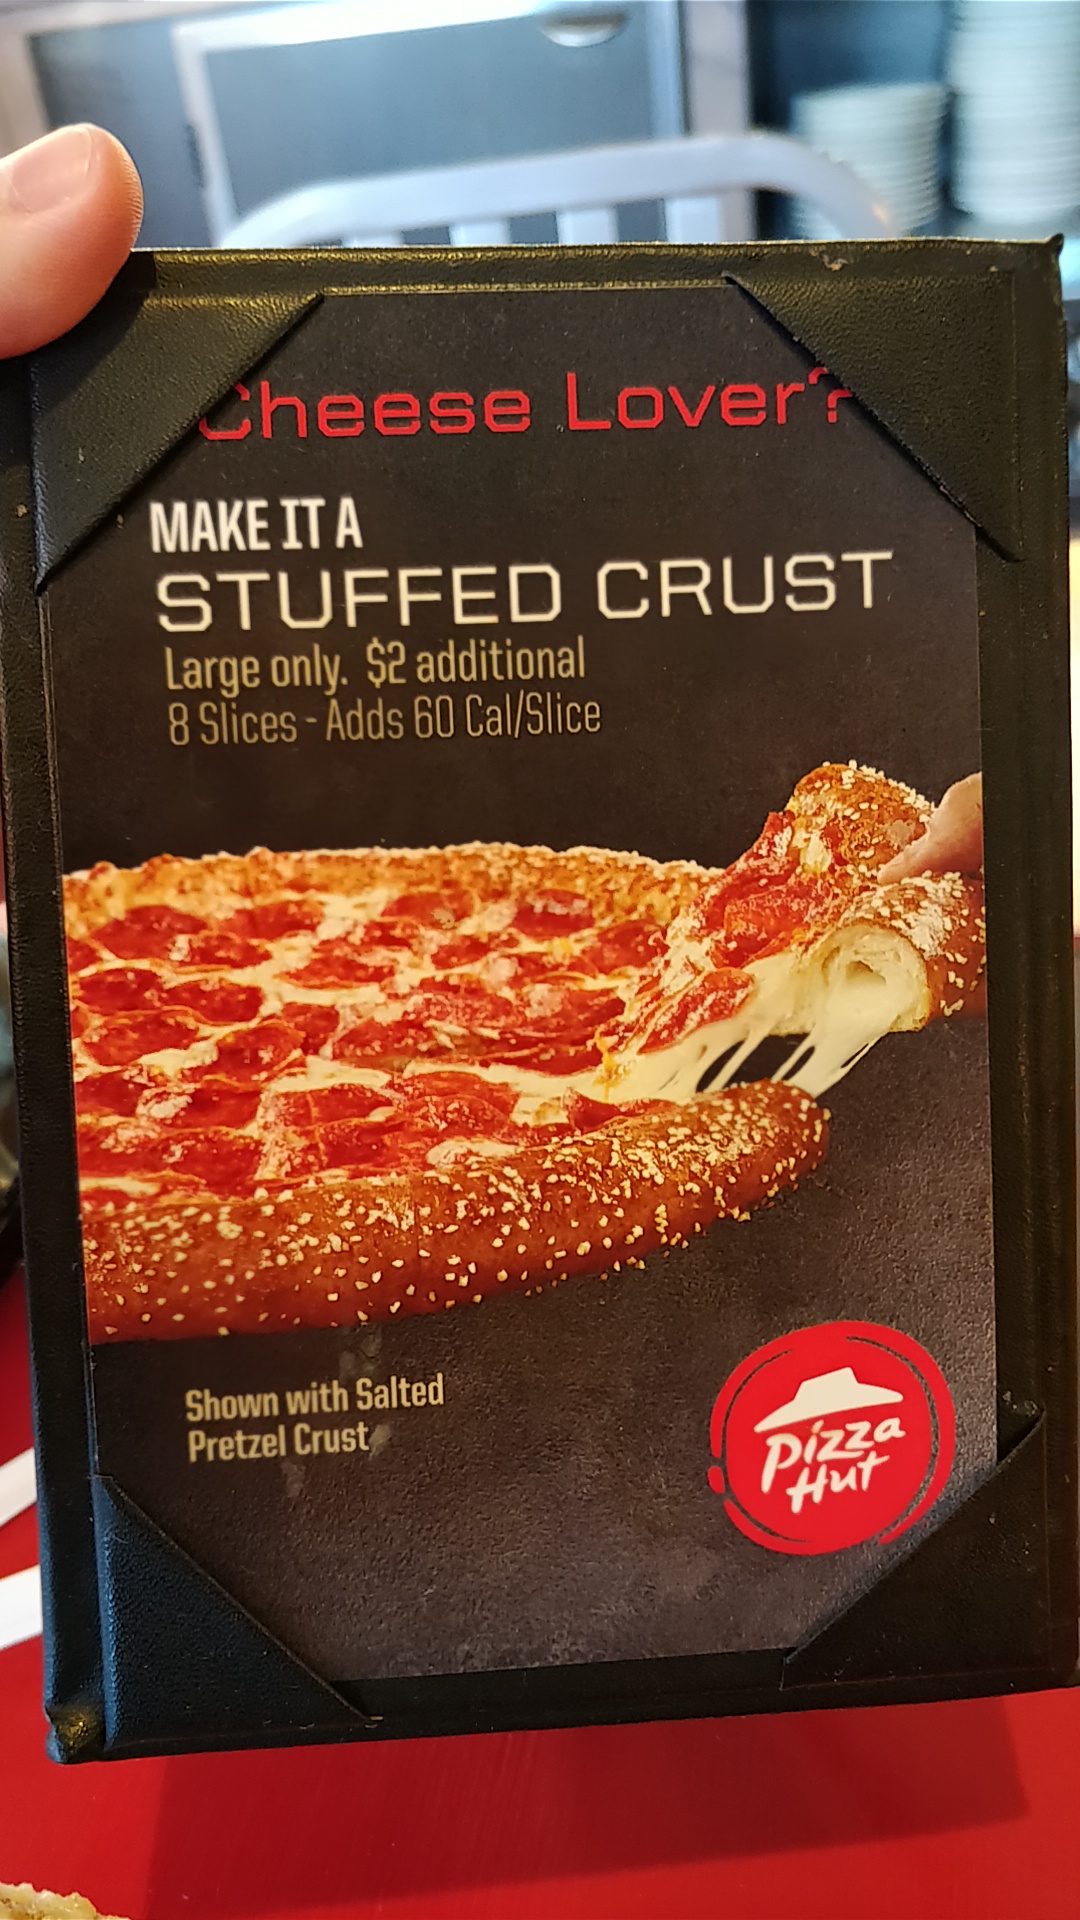 Cheese Lover?
MAKE IT A
STUFFED CRUST
Large only. $2 additional
8 Slices - Adds 60 Cal/Slice
Shown with Salted
Pretzel Crust
Pizza
Hut